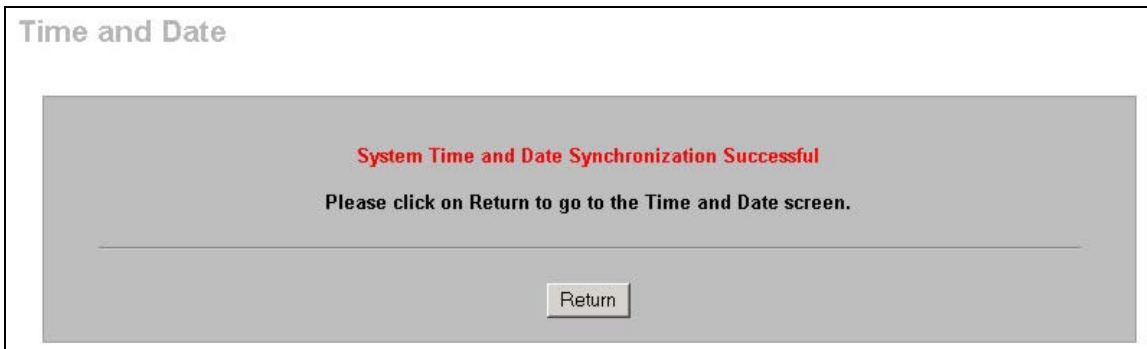 Time and Date
System Time and Date Synchronization Successful
Please click on Return to go to the Time and Date screen.
Return